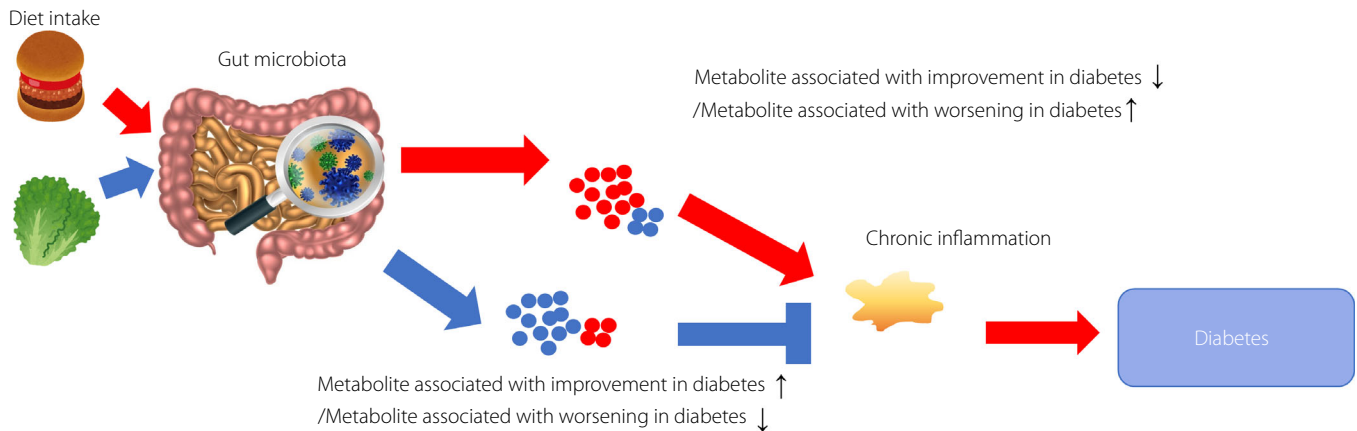 Diet intake
Gut microbiota
Metabolite associated with improvement in diabetes ↓
/Metabolite associated with worsening in diabetes ↑
Chronic inflammation
Diabetes
Metabolite associated with improvement in diabetes ↑
/Metabolite associated with worsening in diabetes ↓